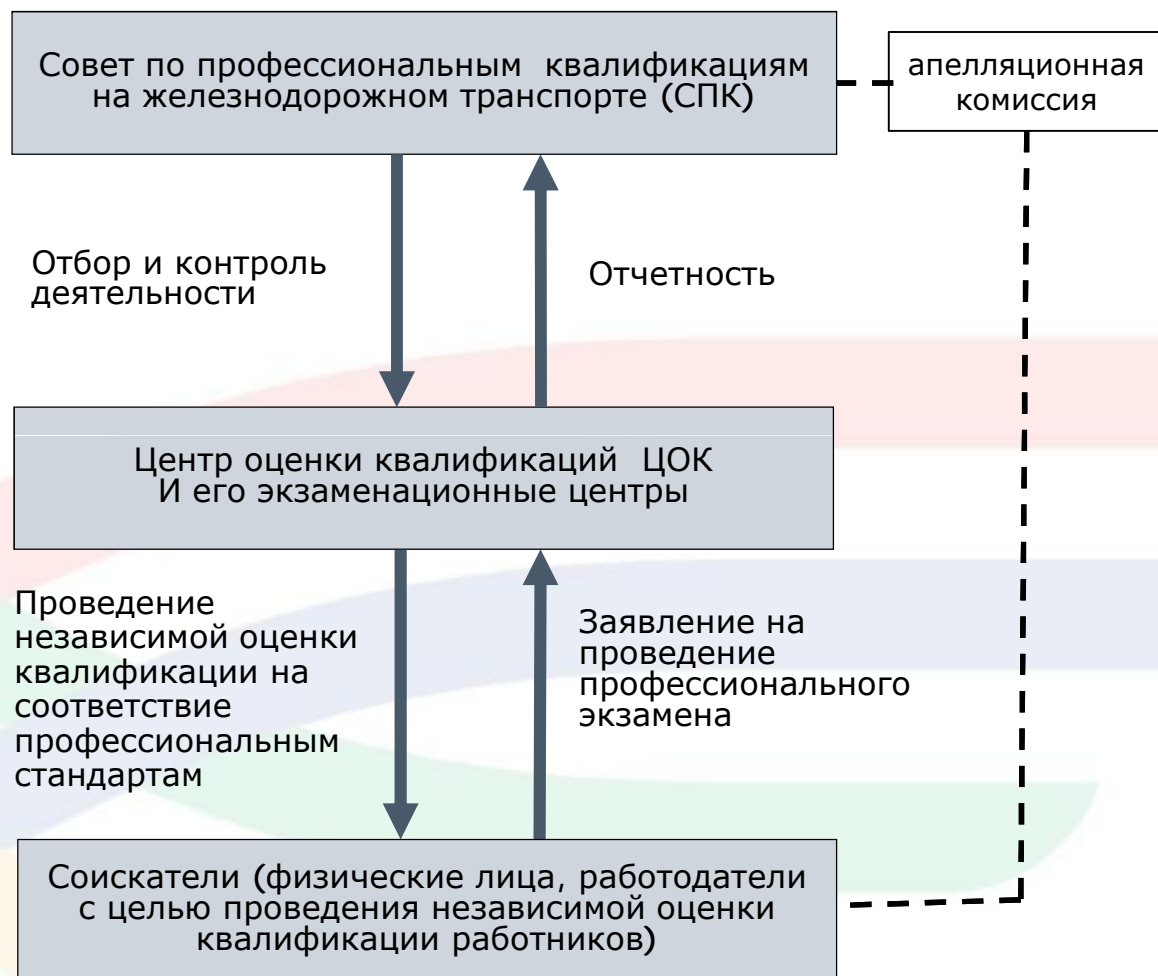 Совет по профессиональным квалификациям
на железнодорожном транспорте (СПК)
апелляционная
комиссия
Отбор и контроль
деятельности
Отчетность
Центр оценки квалификаций ЦОК
И его экзаменационные центры
Проведение
независимой оценки
квалификации на
соответствие
профессиональным
стандартам
Заявление на
проведение
профессионального
экзамена
Соискатели (физические лица, работодатели
с целью проведения независимой оценки
квалификации работников)